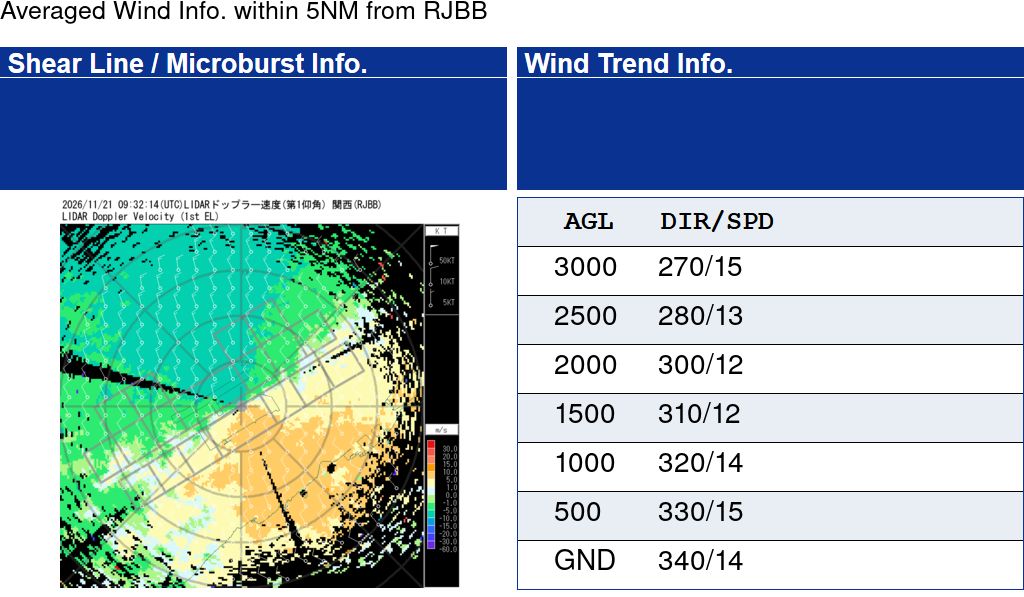 Averaged Wind Info. within 5NM from RJBB
Shear Line / Microburst Info.
Wind Trend Info.
2026/11/21 09:32:14(UTC)LIDARドップラー速度(第1仰角) 関西(RJBB)
LIDAR Doppler Velocity (1st EL)
K T
50KT
10KT
5KT
m/s
30.0
20.0
15.0
10.0
5.0
1.0
0.0
-1.0
-5.0
-10.0
-15.0
-20.0
-30.0
-60.0
AGL DIR/SPD
3000 270/15
2500 280/13
2000 300/12
1500 310/12
1000 320/14
500 330/15
GND 340/14